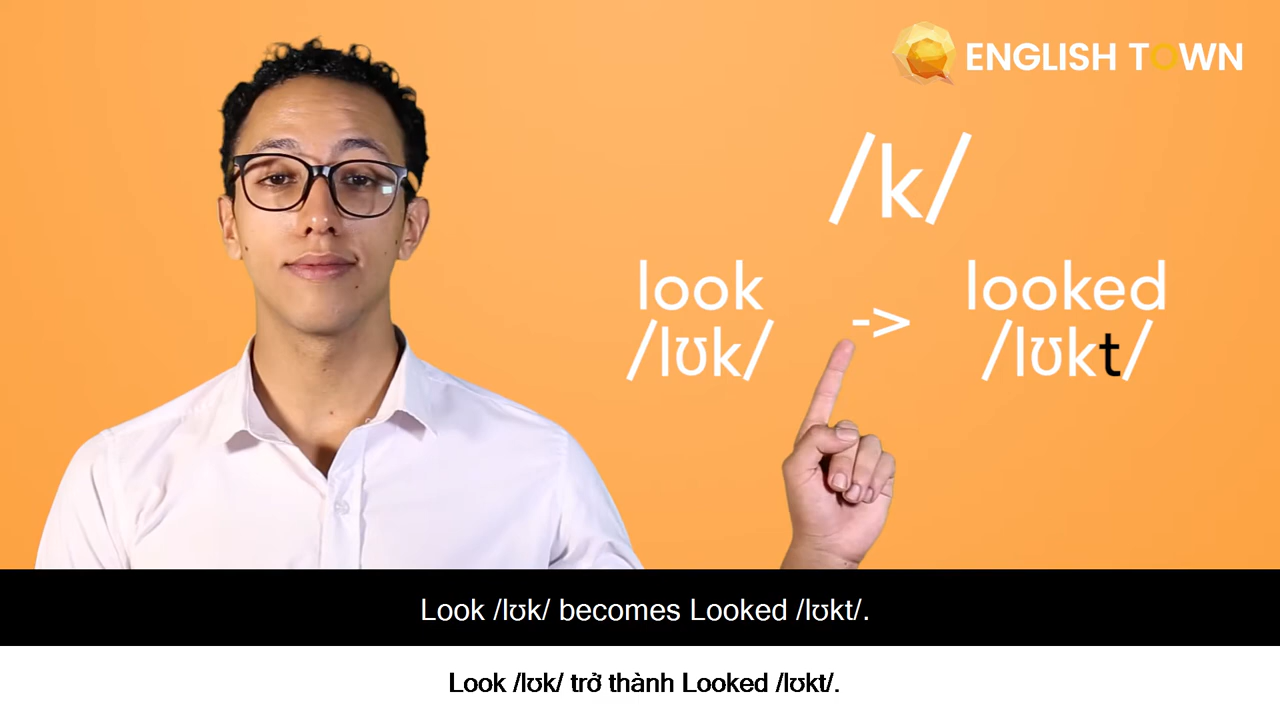 ENGLISH TOWN
/k/
look -> looked
/lʊk/ /lʊkt/
Look /lʊk/ becomes Looked /lʊkt/.
Look /lʊk/ trở thành Looked /lʊkt/.